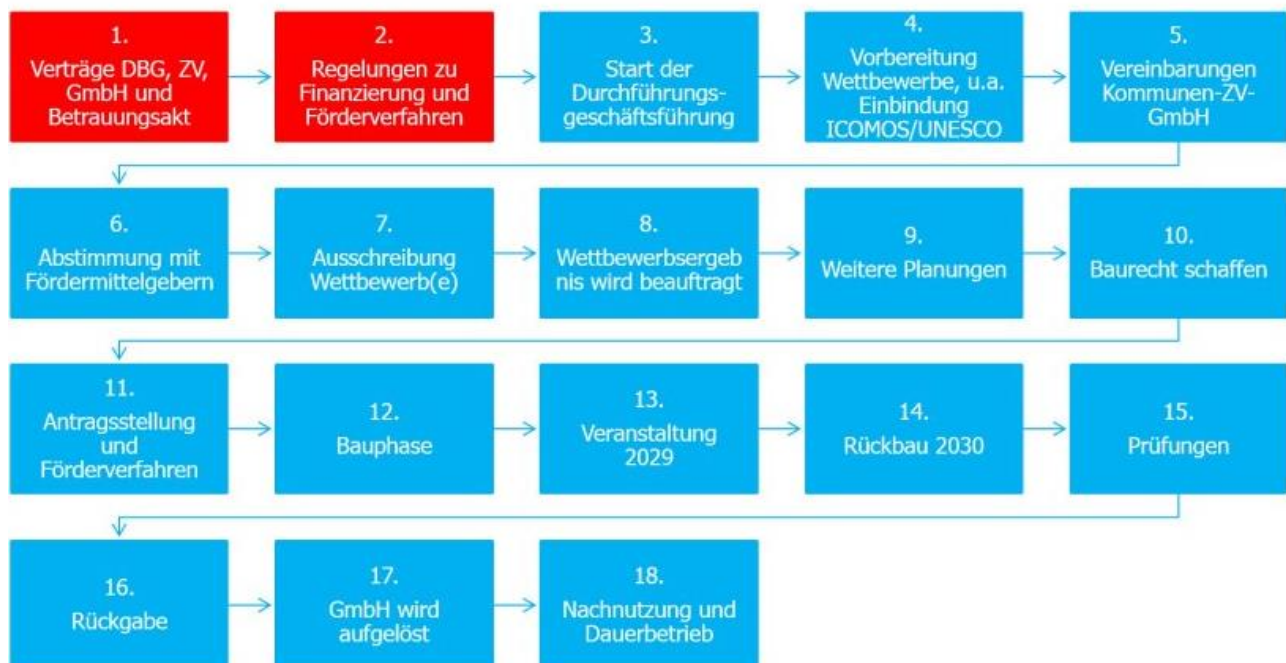 1.
Verträge DBG, ZV,
GmbH und
Betrauungsakt
2.
Regelungen zu
Finanzierung und
Förderverfahren
3.
Start der
Durchführungs-
geschäftsführung
4.
Vorbereitung
Wettbewerbe, u.a.
Einbindung
ICOMOS/UNESCO
5.
Vereinbarungen
Kommunen-ZV-
GmbH
6.
Abstimmung mit
Fördermittelgebern
7.
Ausschreibung
Wettbewerb(e)
8.
Wettbewerbsergeb
nis wird beauftragt
9.
Weitere Planungen
10.
Baurecht schaffen
11.
Antragsstellung
und
Förderverfahren
12.
Bauphase
13.
Veranstaltung
2029
14.
Rückbau 2030
15.
Prüfungen
16.
Rückgabe
17.
GmbH wird
aufgelöst
18.
Nachnutzung und
Dauerbetrieb